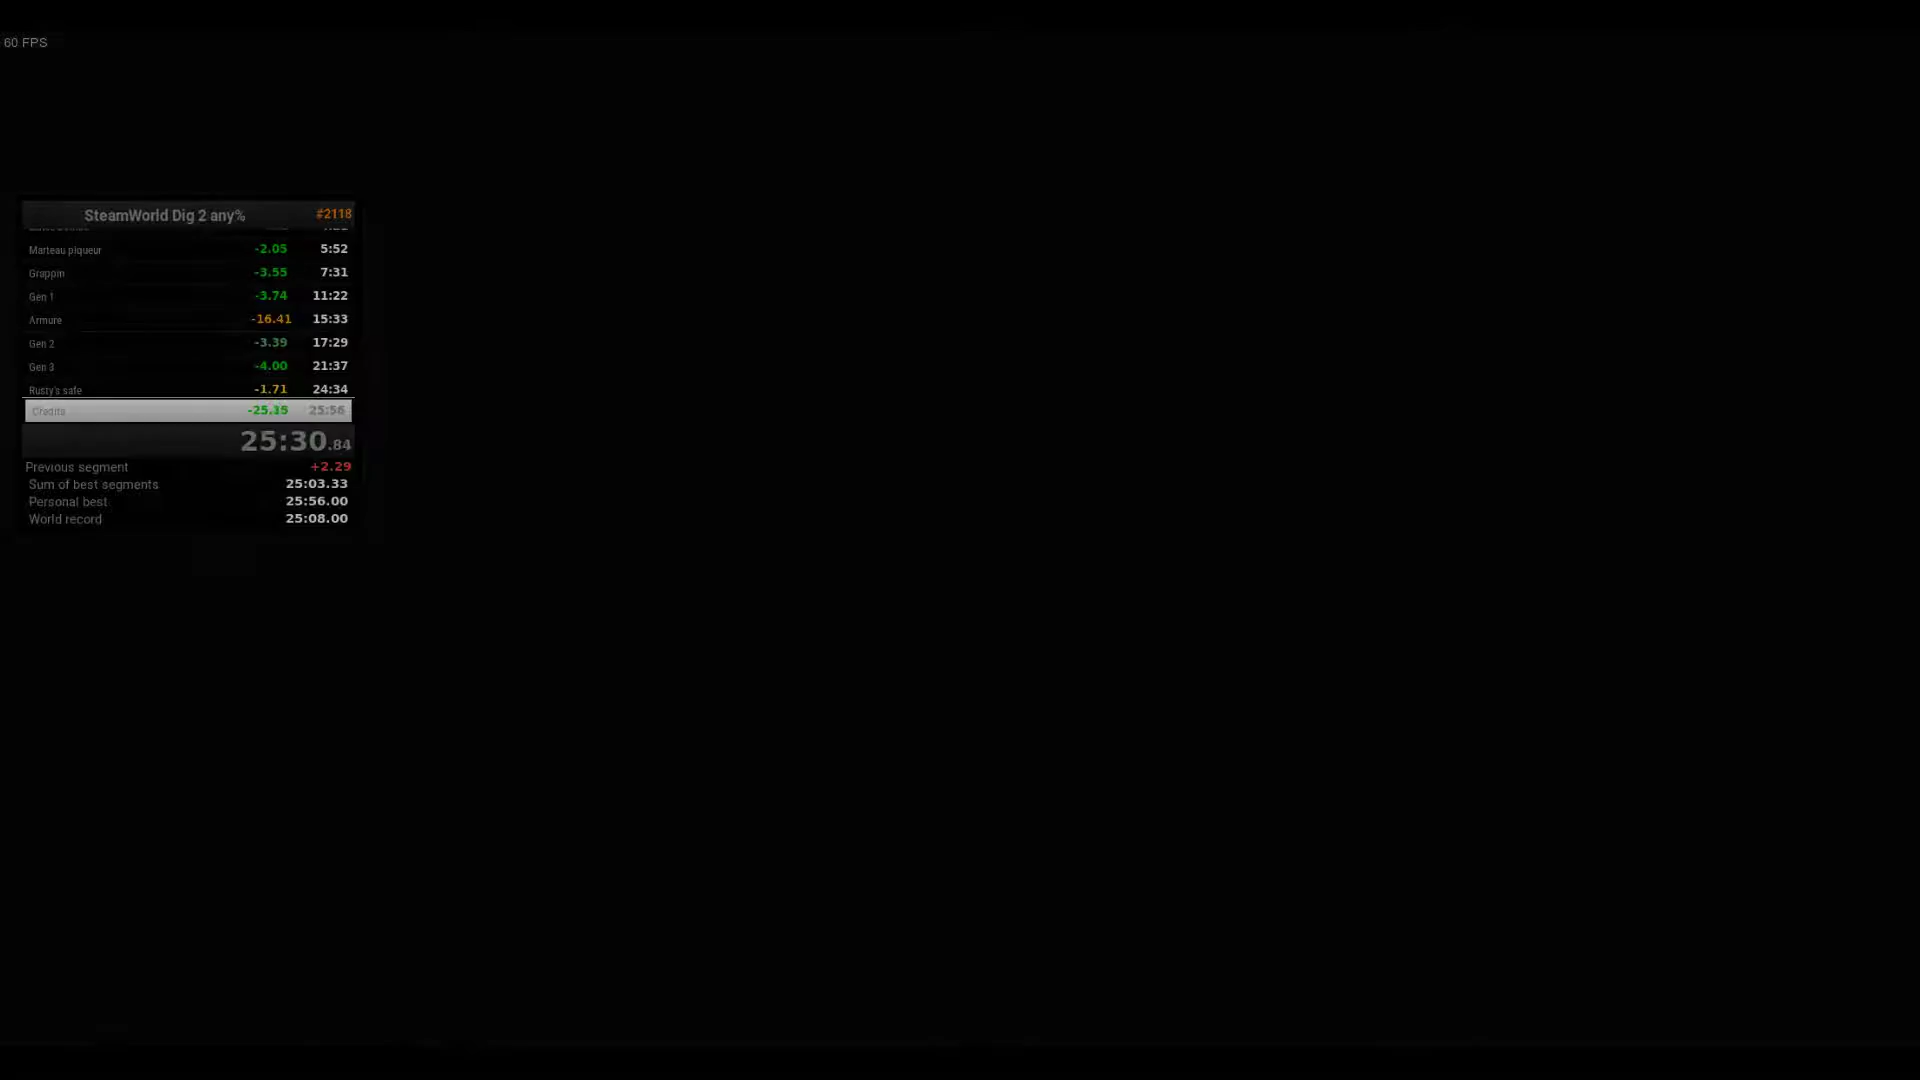 60 FPS
SteamWorld Dig 2 any% #2118
Marteau piqueur -2.05 5:52
Grappin -3.55 7:31
Gen 1 -3.74 11:22
Armure -16.41 15:33
Gen 2 -3.39 17:29
Gen 3 -4.00 21:37
Rusty's safe -1.71 24:34
Credits -25.15 25:56
25:30.84
Previous segment +2.29
Sum of best segments 25:03.33
Personal best 25:56.00
World record 25:08.00